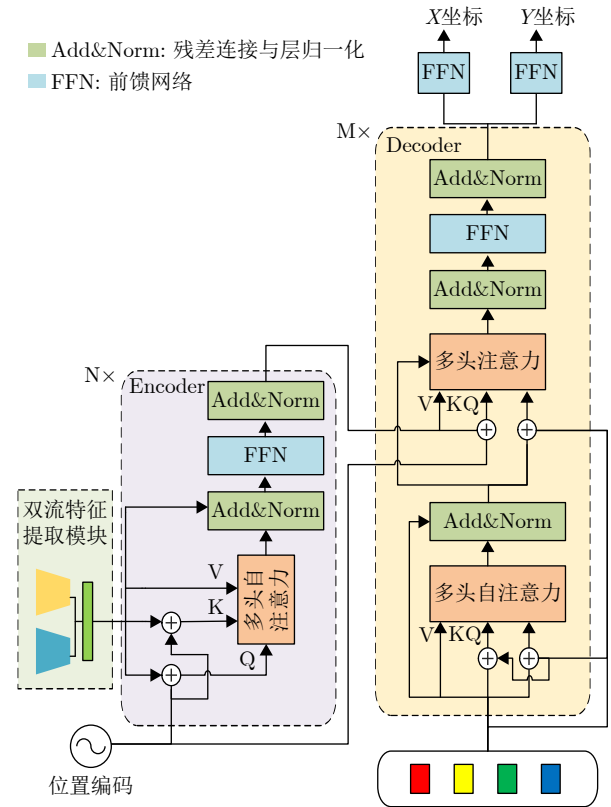 X坐标
Y坐标
Add&Norm: 残差连接与层归一化
FFN: 前馈网络
FFN
FFN
M×
Decoder
Add&Norm
FFN
Add&Norm
多头注意力
V
K
Q
N×
Encoder
Add&Norm
FFN
Add&Norm
双流特征
提取模块
多头自
注意力
V
K
Q
Add&Norm
多头自注意力
V
K
Q
位置编码